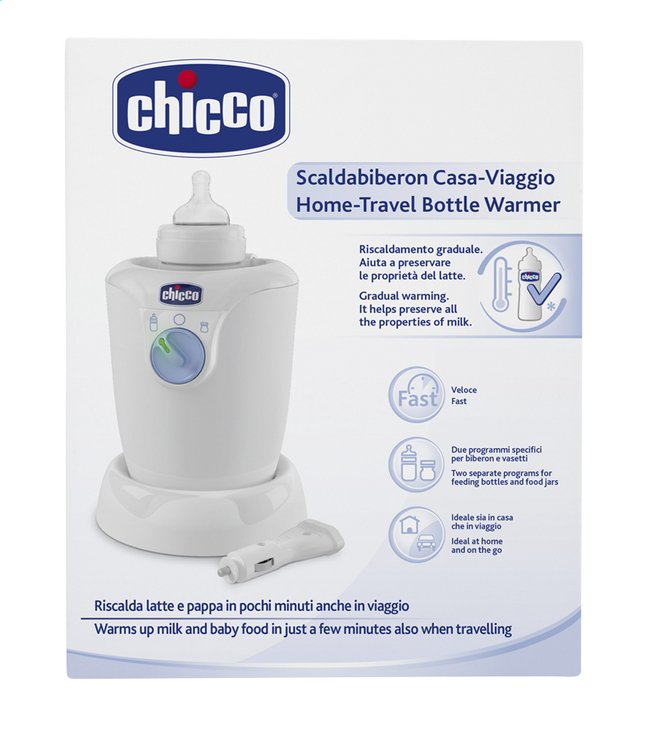 chicco®
Scaldabiberon Casa-Viaggio
Home-Travel Bottle Warmer
Riscaldamento graduale.
Aiuta a preservare
le proprietà del latte.
Gradual warming.
It helps preserve all
the properties of milk.
chicco
chicco
Fast
Veloce
Fast
Due programmi specifici
per biberon e vasetti
Two separate programs for
feeding bottles and food jars
Ideale sia in casa
che in viaggio
Ideal at home
and on the go
Riscalda latte e pappa in pochi minuti anche in viaggio
Warms up milk and baby food in just a few minutes also when travelling